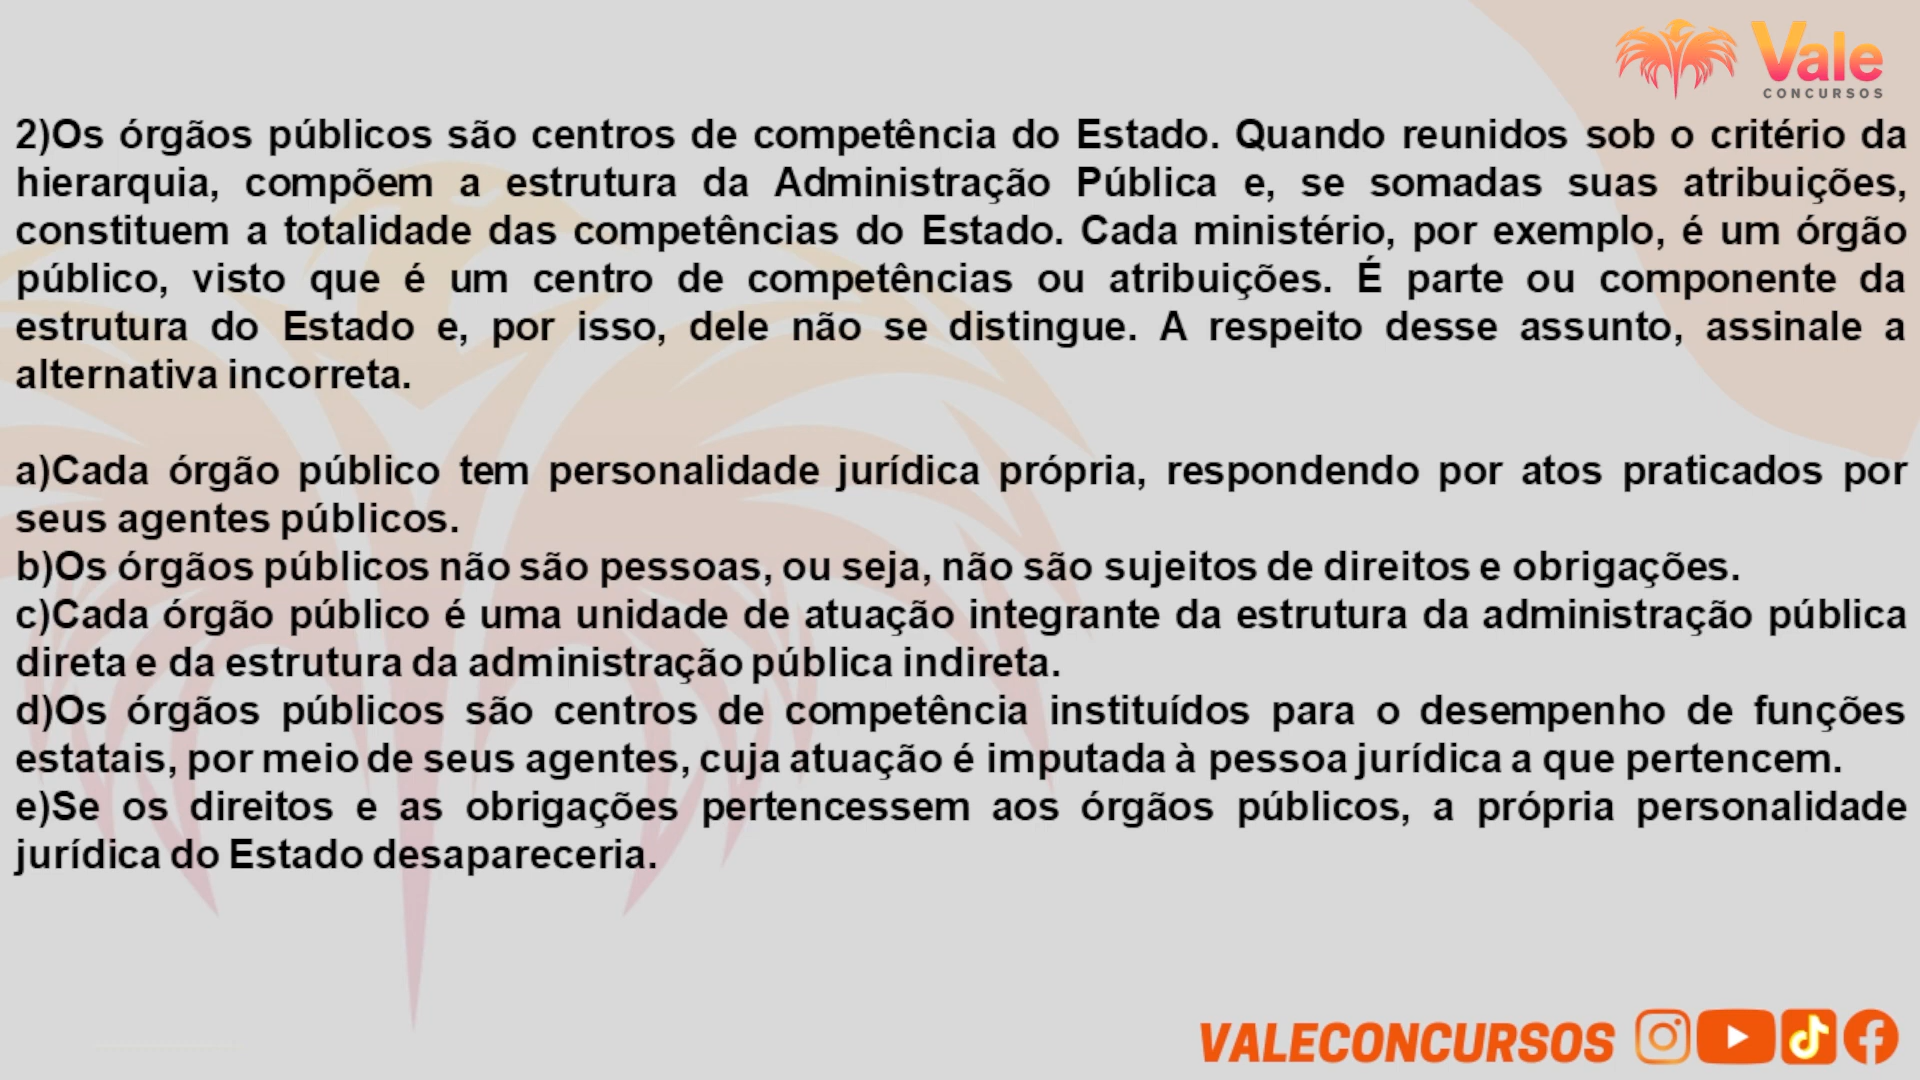 Vale
CONCURSOS
2)Os órgãos públicos são centros de competência do Estado. Quando reunidos sob o critério da
hierarquia, compõem a estrutura da Administração Pública e, se somadas suas atribuições,
constituem a totalidade das competências do Estado. Cada ministério, por exemplo, é um órgão
público, visto que é um centro de competências ou atribuições. É parte ou componente da
estrutura do Estado e, por isso, dele não se distingue. A respeito desse assunto, assinale a
alternativa incorreta.
a)Cada órgão público tem personalidade jurídica própria, respondendo por atos praticados por
seus agentes públicos.
b)Os órgãos públicos não são pessoas, ou seja, não são sujeitos de direitos e obrigações.
c)Cada órgão público é uma unidade de atuação integrante da estrutura da administração pública
direta e da estrutura da administração pública indireta.
d)Os órgãos públicos são centros de competência instituídos para o desempenho de funções
estatais, por meio de seus agentes, cuja atuação é imputada à pessoa jurídica a que pertencem.
e)Se os direitos e as obrigações pertencessem aos órgãos públicos, a própria personalidade
jurídica do Estado desapareceria.
VALECONCURSOS